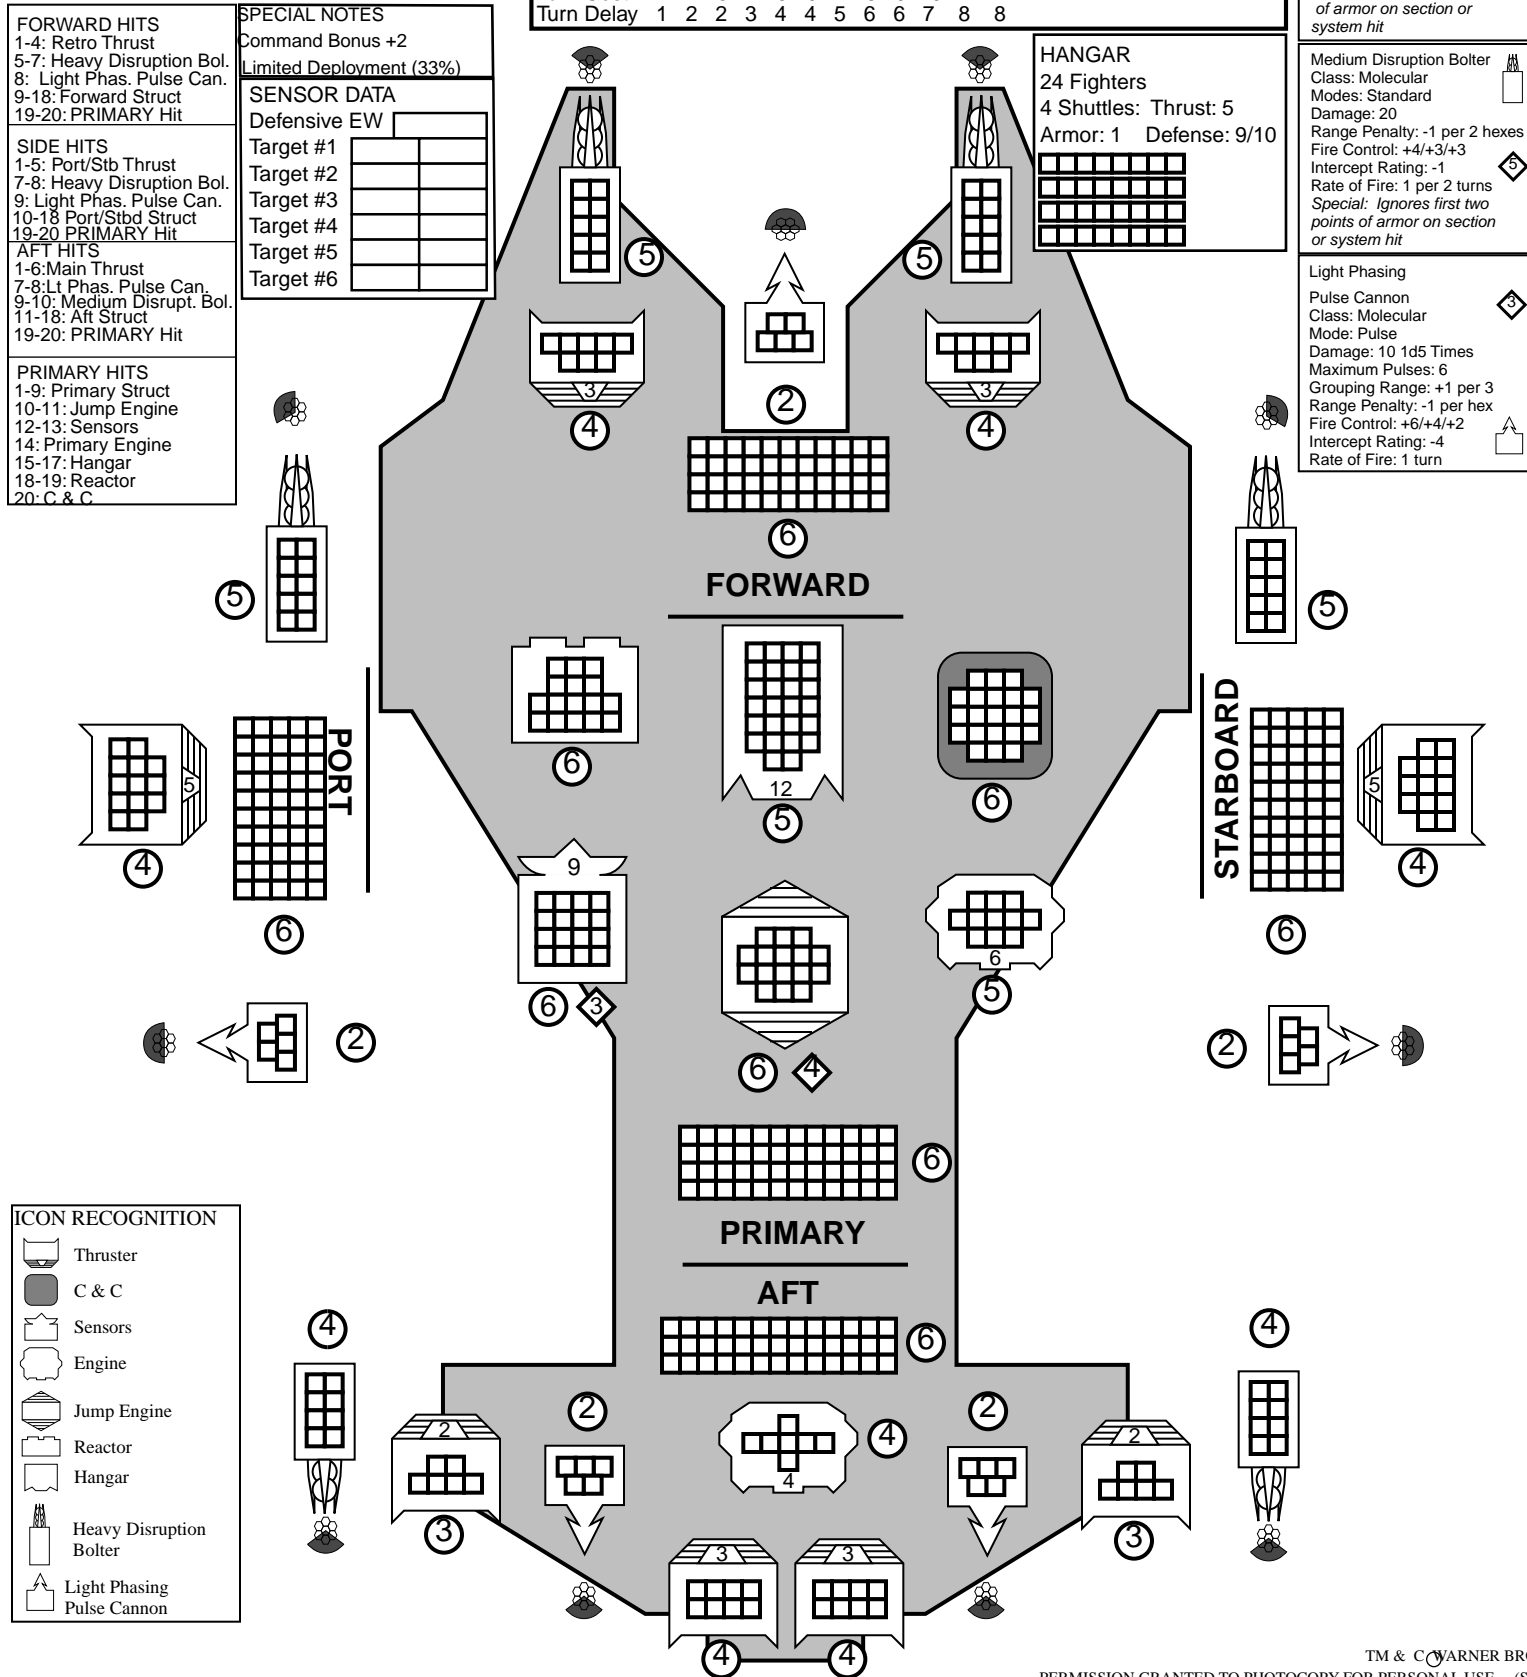 Turn Delay 1 2 2 2 3 4 4 5 6 6 7 8 8
FORWARD HITS
1-4: Retro Thrust
5-7: Heavy Disruption Bol.
8: Light Phas. Pulse Can.
9-18: Forward Struct
19-20: PRIMARY Hit
SIDE HITS
1-5: Port/Stb Thrust
7-8: Heavy Disruption Bol.
9: Light Phas. Pulse Can.
10-18 Port/Stbd Struct
19-20 PRIMARY Hit
AFT HITS
1-6:Main Thrust
7-8:Lt Phas. Pulse Can.
9-10: Medium Disrupt. Bol.
11-18: Aft Struct
19-20: PRIMARY Hit
PRIMARY HITS
1-9: Primary Struct
10-11: Jump Engine
12-13: Sensors
14: Primary Engine
15-17: Hangar
18-19: Reactor
20: C & C
SPECIAL NOTES
Command Bonus +2
Limited Deployment (33%)
SENSOR DATA
Defensive EW
Target #1
Target #2
Target #3
Target #4
Target #5
Target #6
HANGAR
24 Fighters
4 Shuttles: Thrust: 5
Armor: 1 Defense: 9/10
of armor on section or
system hit
Medium Disruption Bolter
Class: Molecular
Modes: Standard
Damage: 20
Range Penalty: -1 per 2 hexes
Fire Control: +4/+3/+3
Intercept Rating: -1
5
Rate of Fire: 1 per 2 turns
Special: Ignores first two
points of armor on section
or system hit
Light Phasing
Pulse Cannon
3
Class: Molecular
Mode: Pulse
Damage: 10 1d5 Times
Maximum Pulses: 6
Grouping Range: +1 per 3
Range Penalty: -1 per hex
Fire Control: +6/+4/+2
Intercept Rating: -4
Rate of Fire: 1 turn
5 5
3 3
4 2 4
6
FORWARD
5 5
6 12 6
5
PORT
STARBOARD
5 5
4 4
6 6
9
6 3
6
5
2 2
6 4
6
PRIMARY
AFT
6
4 4
2 2
2 2
4 4
3 3
3 3
4 4
ICON RECOGNITION
Thruster
C & C
Sensors
Engine
Jump Engine
Reactor
Hangar
Heavy Disruption
Bolter
Light Phasing
Pulse Cannon
TM & C WARNER BRO